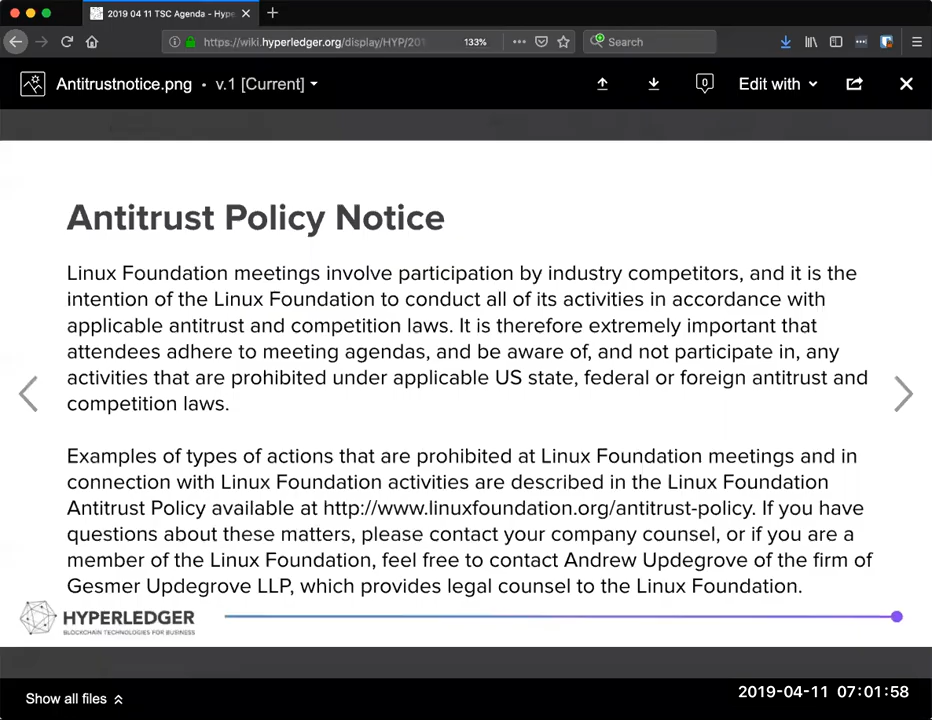 2019 04 11 TSC Agenda - Hype
https://wiki.hyperledger.org/display/HYP/201
133%
Search
Antitrustnotice.png • v.1 [Current]
0
Edit with
Antitrust Policy Notice
Linux Foundation meetings involve participation by industry competitors, and it is the
intention of the Linux Foundation to conduct all of its activities in accordance with
applicable antitrust and competition laws. It is therefore extremely important that
attendees adhere to meeting agendas, and be aware of, and not participate in, any
activities that are prohibited under applicable US state, federal or foreign antitrust and
competition laws.
Examples of types of actions that are prohibited at Linux Foundation meetings and in
connection with Linux Foundation activities are described in the Linux Foundation
Antitrust Policy available at http://www.linuxfoundation.org/antitrust-policy. If you have
questions about these matters, please contact your company counsel, or if you are a
member of the Linux Foundation, feel free to contact Andrew Updegrove of the firm of
Gesmer Updegrove LLP, which provides legal counsel to the Linux Foundation.
HYPERLEDGER
BLOCKCHAIN TECHNOLOGIES FOR BUSINESS
Show all files
2019-04-11 07:01:58